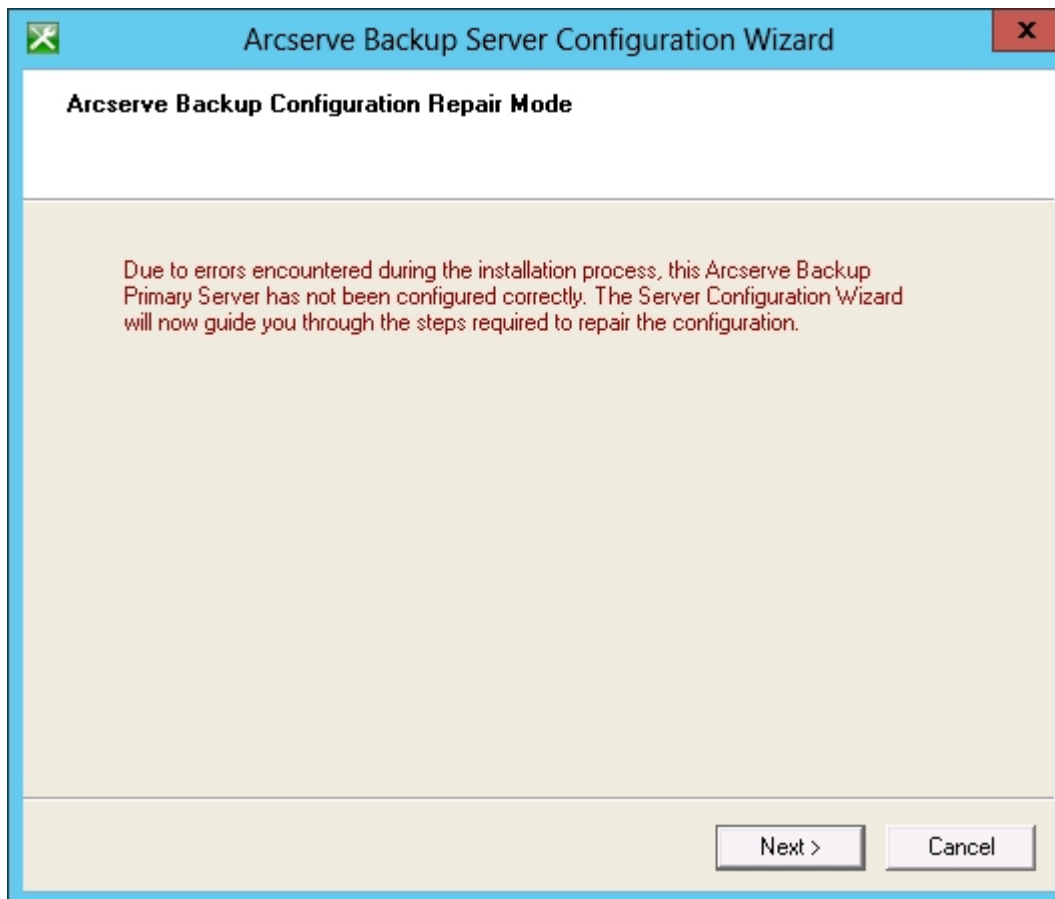 Arcserve Backup Server Configuration Wizard
x
Arcserve Backup Configuration Repair Mode
Due to errors encountered during the installation process, this Arcserve Backup
Primary Server has not been configured correctly. The Server Configuration Wizard
will now guide you through the steps required to repair the configuration.
Next >
Cancel